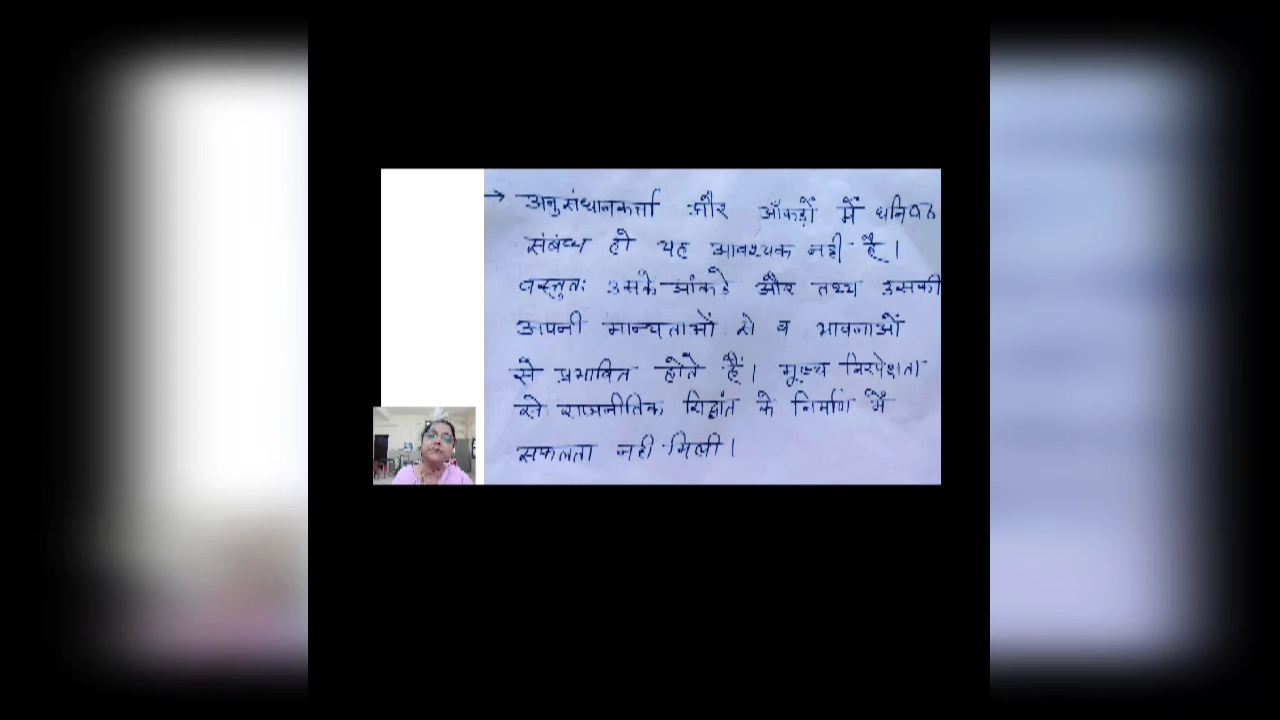 → अनुसंधानकर्त्ता और आँकड़ों में घनिष्ठ
संबंध हो यह आवश्यक नही है।
वस्तुतः उसके आंकड़े और तथ्य उसकी
अपनी मान्यताओं से व भावनाओं
से प्रभावित होते हैं। मूल्य निरपेक्षता
से राजनीतिक सिद्धांत के निर्माण में
सफलता नही मिली।